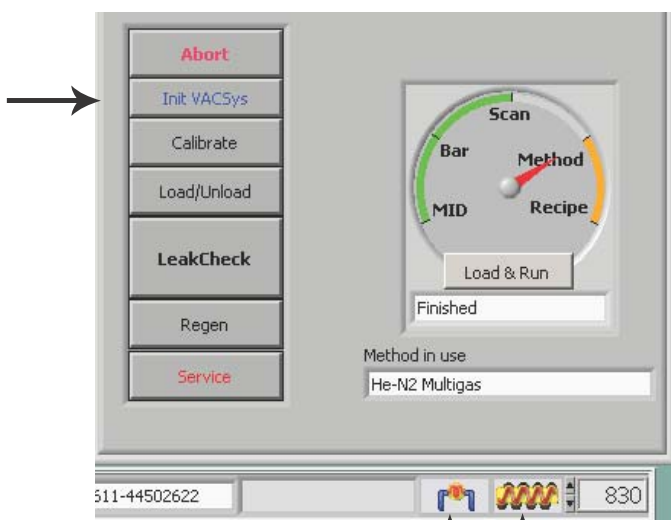 Abort
Init VACSys
Calibrate
Load/Unload
LeakCheck
Regen
Service
Scan
Bar
Method
MID
Recipe
Load & Run
Finished
Method in use
He-N2 Multigas
611-44502622
830